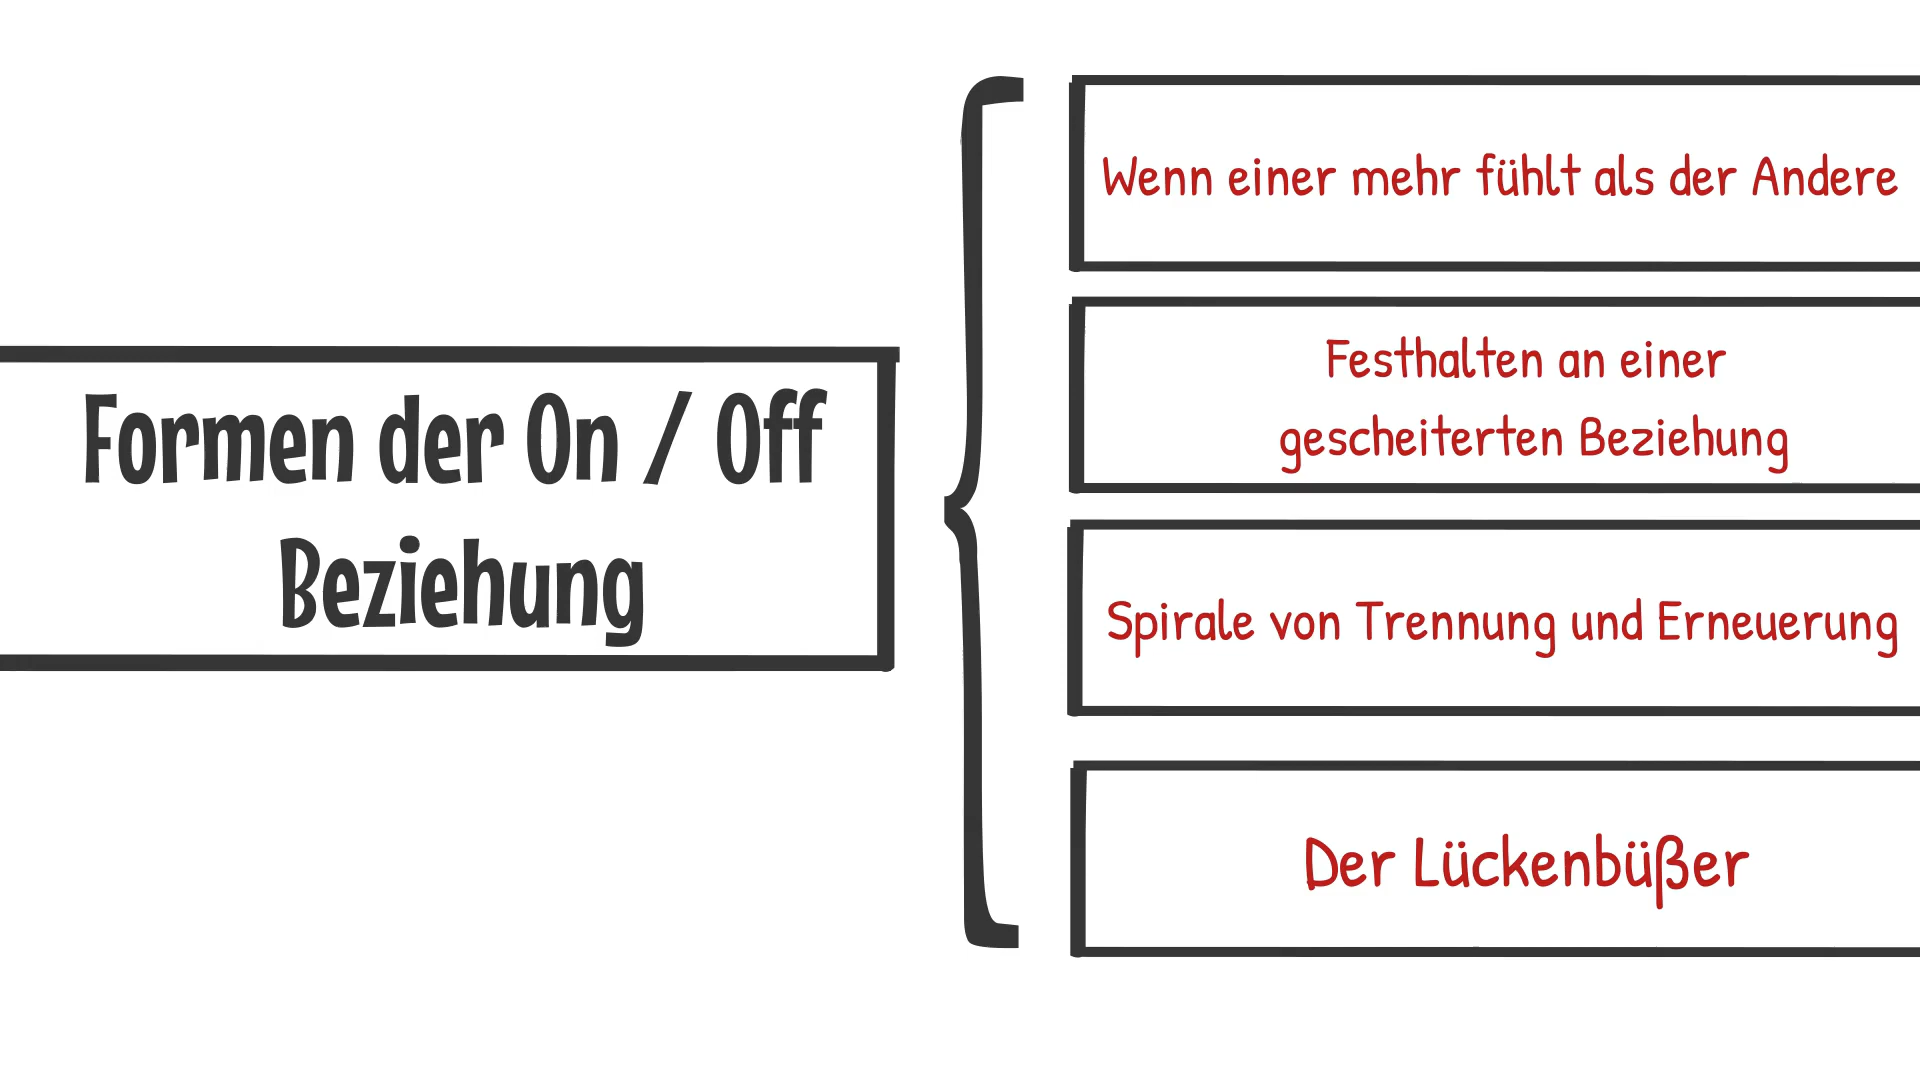 Formen der On / Off
Beziehung
Wenn einer mehr fühlt als der Andere
Festhalten an einer
gescheiterten Beziehung
Spirale von Trennung und Erneuerung
Der Lückenbüßer